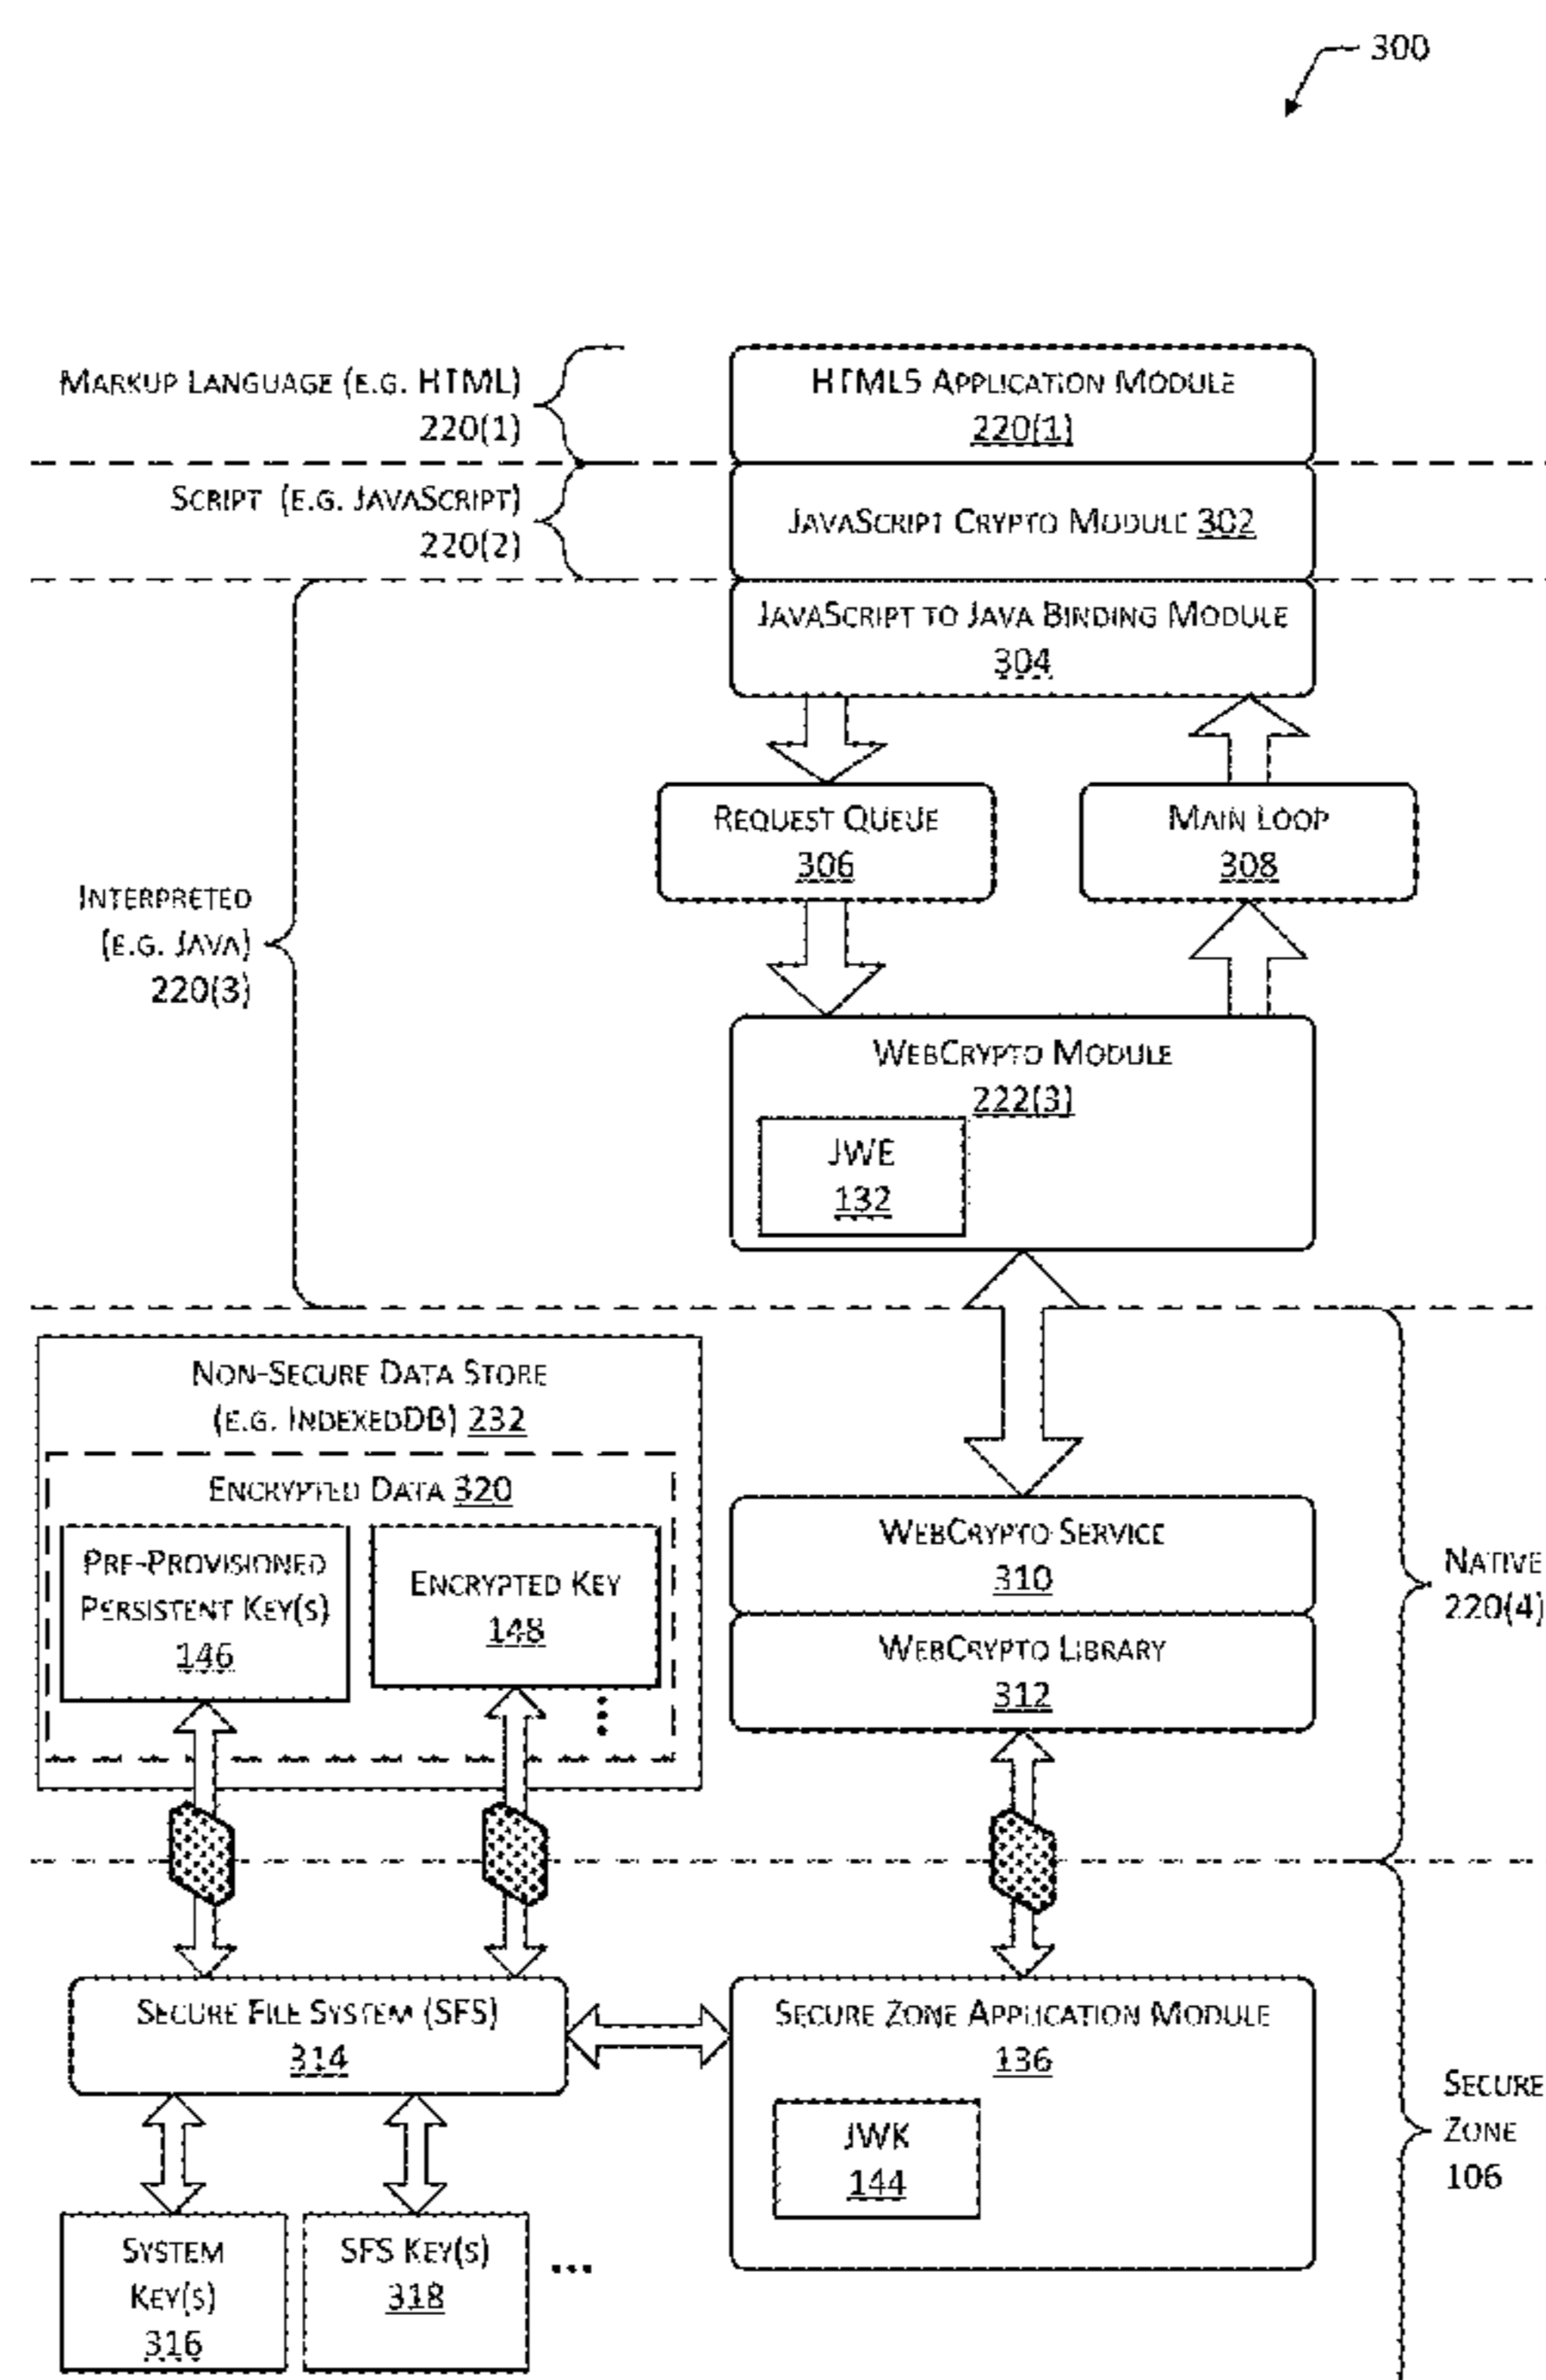 300
MARKUP LANGUAGE (E.G. HTML)
220(1)
HTML5 APPLICATION MODULE
220(1)
SCRIPT (E.G. JAVASCRIPT)
220(2)
JAVASCRIPT CRYPTO MODULE 302
JAVASCRIPT TO JAVA BINDING MODULE
304
REQUEST QUEUE
306
MAIN LOOP
308
INTERPRETED
(E.G. JAVA)
220(3)
WEBCRYPTO MODULE
222(3)
JWE
132
NON-SECURE DATA STORE
(E.G. INDEXEDDB) 232
ENCRYPTED DATA 320
PRE-PROVISIONED
PERSISTENT KEY(S)
146
ENCRYPTED KEY
148
WEBCRYPTO SERVICE
310
WEBCRYPTO LIBRARY
312
NATIVE
220(4)
SECURE FILE SYSTEM (SFS)
314
SECURE ZONE APPLICATION MODULE
136
JWK
144
SECURE
ZONE
106
SYSTEM
KEY(S)
316
SFS KEY(S)
318